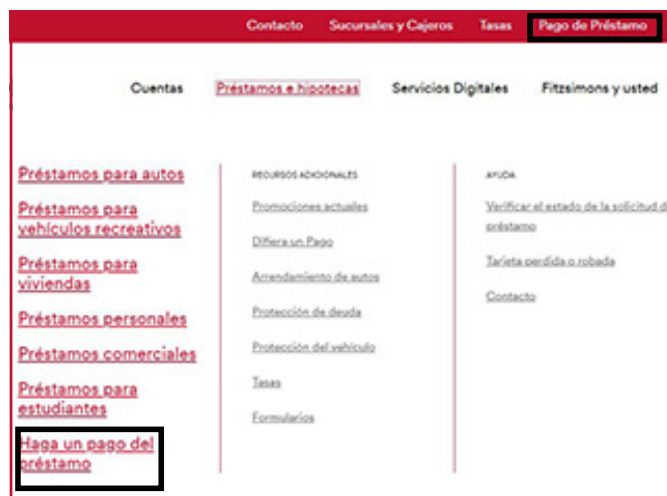 Contacto Sucursales y Cajeros Tasas Pago de Préstamo
Cuentas Préstamos e hipotecas Servicios Digitales Fitzsimons y usted
Préstamos para autos
Préstamos para
vehículos recreativos
Préstamos para
viviendas
Préstamos personales
Préstamos comerciales
Préstamos para
estudiantes
Haga un pago del
préstamo
RECURSOS ADICIONALES
Promociones actuales
Difiera un Pago
Arrendamiento de autos
Protección de deuda
Protección del vehículo
Tasas
Formularios
AYUDA
Verificar el estado de la solicitud d
préstamo
Tarjeta perdida o robada
Contacto